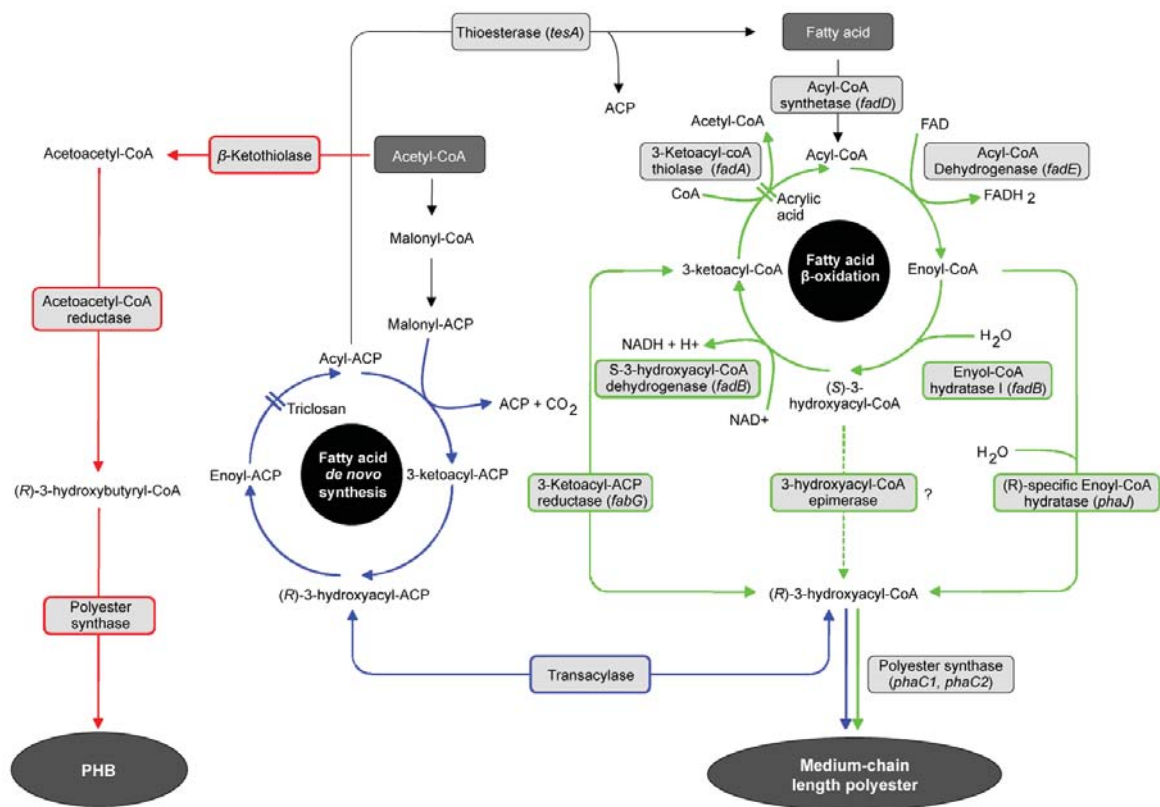 Thioesterase (tesA)
Fatty acid
ACP
Acyl-CoA
synthetase (fadD)
Acetyl-CoA
FAD
Acetoacetyl-CoA
β-Ketothiolase
Acetyl-CoA
3-Ketoacyl-coA
thiolase (fadA)
Acyl-CoA
Acyl-CoA
Dehydrogenase (fadE)
CoA
Acrylic
acid
FADH 2
Malonyl-CoA
3-ketoacyl-CoA
Fatty acid
β-oxidation
Enoyl-CoA
Acetoacetyl-CoA
reductase
Malonyl-ACP
NADH + H+
H2O
Acyl-ACP
S-3-hydroxyacyl-CoA
dehydrogenase (fadB)
(S)-3-
hydroxyacyl-CoA
Enyol-CoA
hydratase I (fadB)
Triclosan
ACP + CO2
NAD+
Enoyl-ACP
Fatty acid
de novo
synthesis
3-ketoacyl-ACP
H2O
(R)-3-hydroxybutyryl-CoA
3-Ketoacyl-ACP
reductase (fabG)
3-hydroxyacyl-CoA
epimerase
?
(R)-specific Enoyl-CoA
hydratase (phaJ)
(R)-3-hydroxyacyl-ACP
(R)-3-hydroxyacyl-CoA
Polyester
synthase
Transacylase
Polyester synthase
(phaC1, phaC2)
PHB
Medium-chain
length polyester